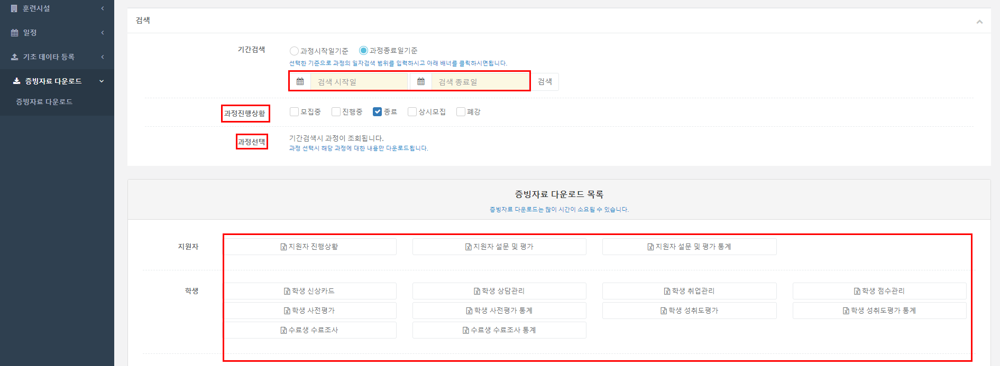 훈련시설
일정
기초 데이타 등록
증빙자료 다운로드
증빙자료 다운로드
검색
기간검색
과정시작일기준 과정종료일기준
선택한 기준으로 과정의 일자검색 범위를 입력하시고 아래 배너를 클릭하시면됩니다.
검색 시작일 검색 종료일 검색
과정진행상황 모집중 진행중 종료 상시모집 폐강
과정선택 기간검색시 과정이 조회됩니다.
과정 선택시 해당 과정에 대한 내용만 다운로드됩니다.
증빙자료 다운로드 목록
증빙자료 다운로드는 많이 시간이 소요될 수 있습니다.
지원자 지원자 진행상황 지원자 설문 및 평가 지원자 설문 및 평가 통계
학생 학생 신상카드 학생 상담관리 학생 취업관리 학생 점수관리
학생 사전평가 학생 사전평가 통계 학생 성취도평가 학생 성취도평가 통계
수료생 수료조사 수료생 수료조사 통계